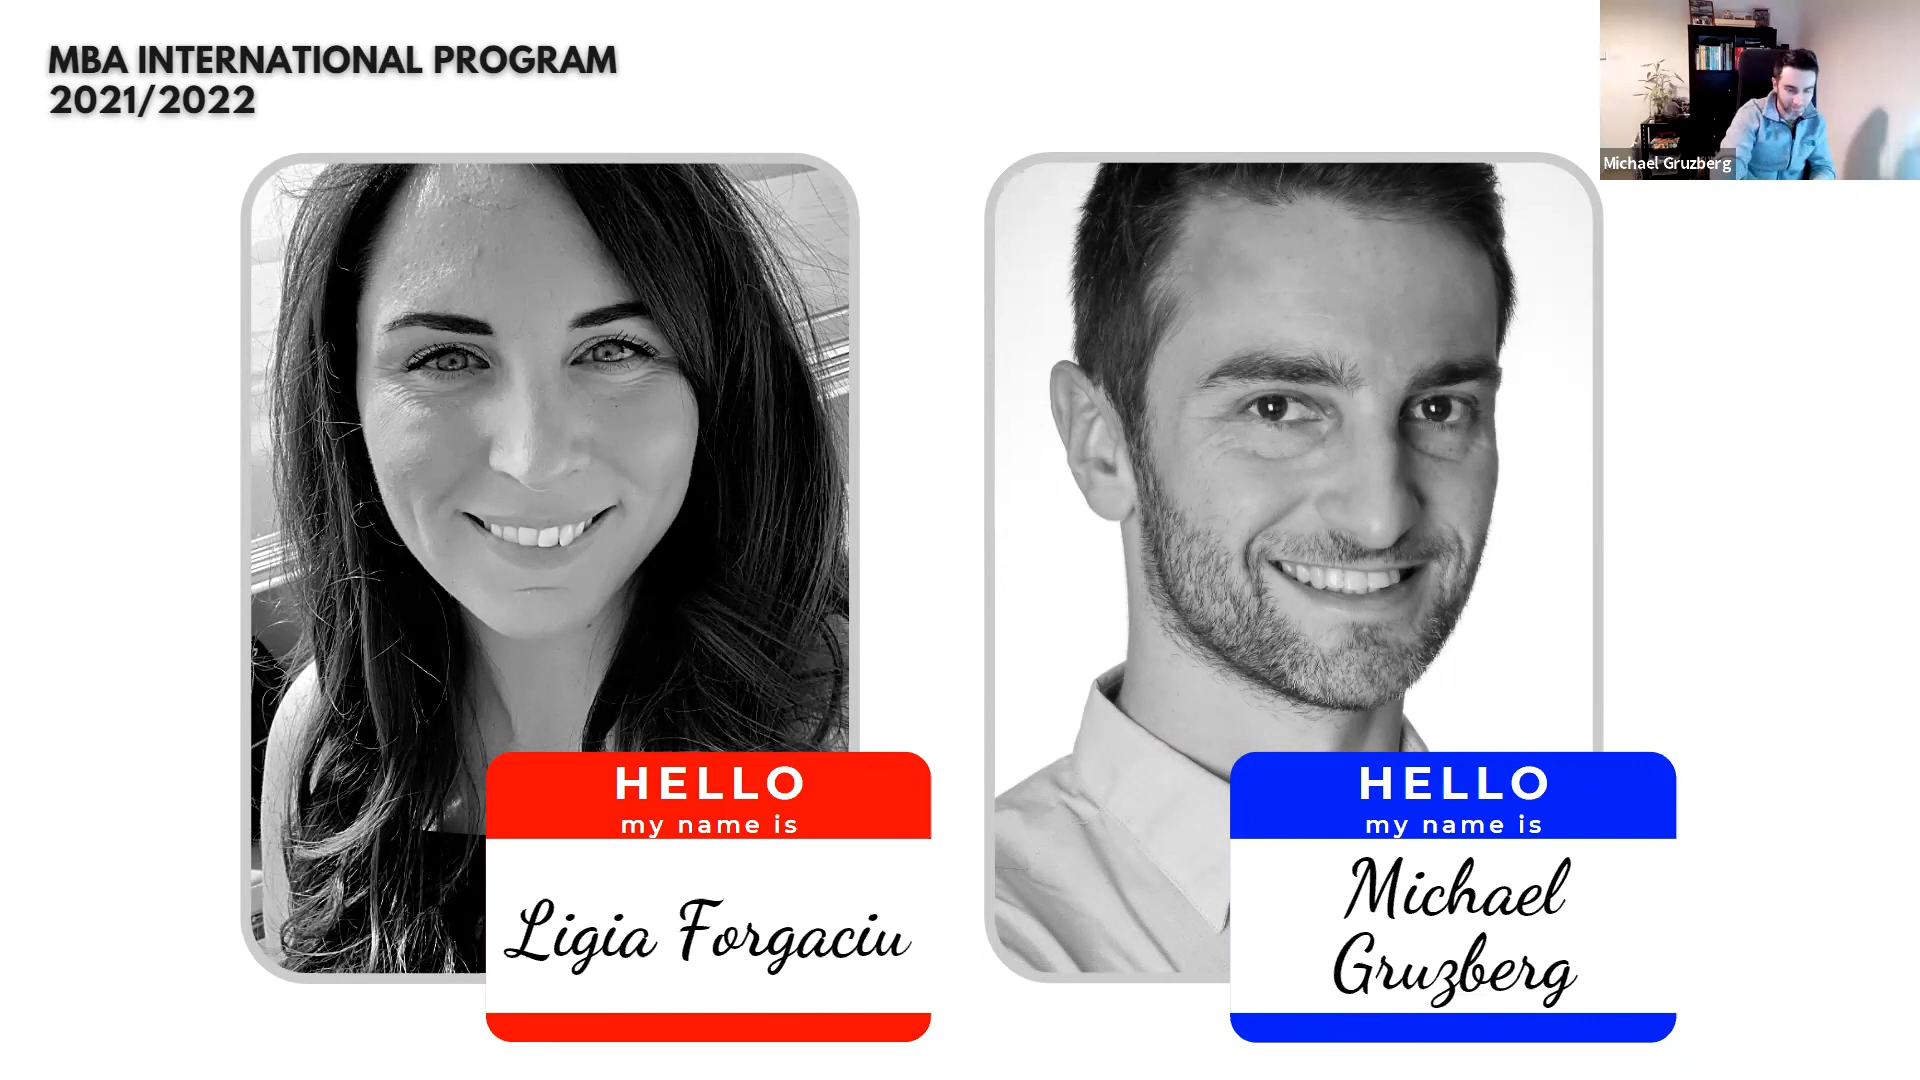 MBA INTERNATIONAL PROGRAM
2021/2022
Michael Gruzberg
HELLO
my name is
Ligia Forgaciu
HELLO
my name is
Michael
Gruzberg